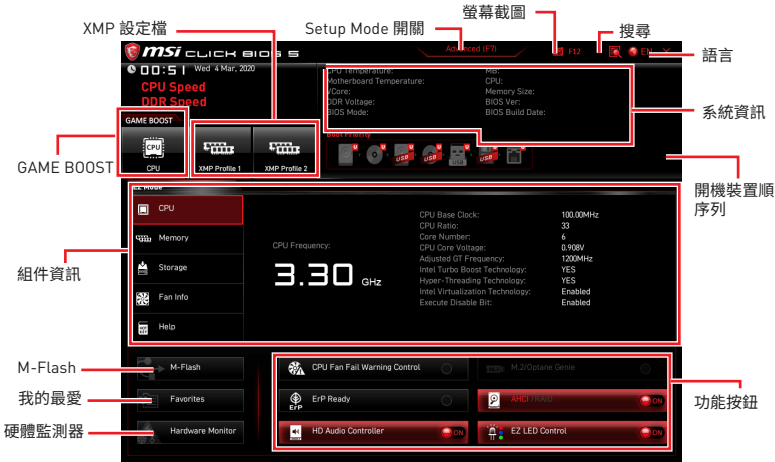 XMP 設定檔
Setup Mode 開關
螢幕截圖
搜尋
語言
系統資訊
開機裝置順
序列
GAME BOOST
組件資訊
M-Flash
我的最愛
硬體監測器
功能按鈕
msi CLICK BIOS 5
Advanced (F7)
F12
EN
00:51 Wed 4 Mar, 2020
CPU Speed
DDR Speed
CPU Temperature:
Motherboard Temperature:
VCore:
DDR Voltage:
BIOS Mode:
MB:
CPU:
Memory Size:
BIOS Ver:
BIOS Build Date:
GAME BOOST
CPU
CPU
XMP Profile 1
XMP Profile 2
Boot Priority
U U U U U U U
USB USB USB USB
EZ Mode
CPU
Memory
Storage
Fan Info
Help
CPU Frequency:
3.30 GHz
CPU Base Clock: 100.00MHz
CPU Ratio: 33
Core Number: 6
CPU Core Voltage: 0.908V
Adjusted GT Frequency: 1200MHz
Intel Turbo Boost Technology: YES
Hyper-Threading Technology: YES
Intel Virtualization Technology: Enabled
Execute Disable Bit: Enabled
M-Flash
Favorites
Hardware Monitor
CPU Fan Fail Warning Control
M.2/Optane Genie
ErP
ErP Ready
AHCI /RAID ON
HD Audio Controller ON
EZ LED Control ON